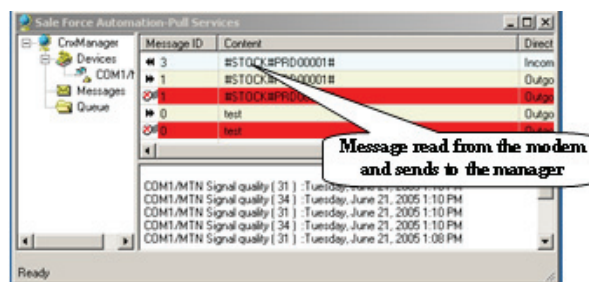 Sale Force Automation-Pull Services
CnxManager
Devices
COM1/
Messages
Queue
Message ID Content Direct
3 #STOCK#PRD00001# Incom
1 #STOCK#PRD00001# Outgo
1 #STOCK#PRD00001# Outgo
0 test Outgo
0 test
Message read from the modem
and sends to the manager
COM1/MTN Signal quality ( 31 ) :Tuesday, June 21, 2005 1:10 PM
COM1/MTN Signal quality ( 34 ) :Tuesday, June 21, 2005 1:10 PM
COM1/MTN Signal quality ( 31 ) :Tuesday, June 21, 2005 1:10 PM
COM1/MTN Signal quality ( 34 ) :Tuesday, June 21, 2005 1:10 PM
COM1/MTN Signal quality ( 31 ) :Tuesday, June 21, 2005 1:08 PM
Ready